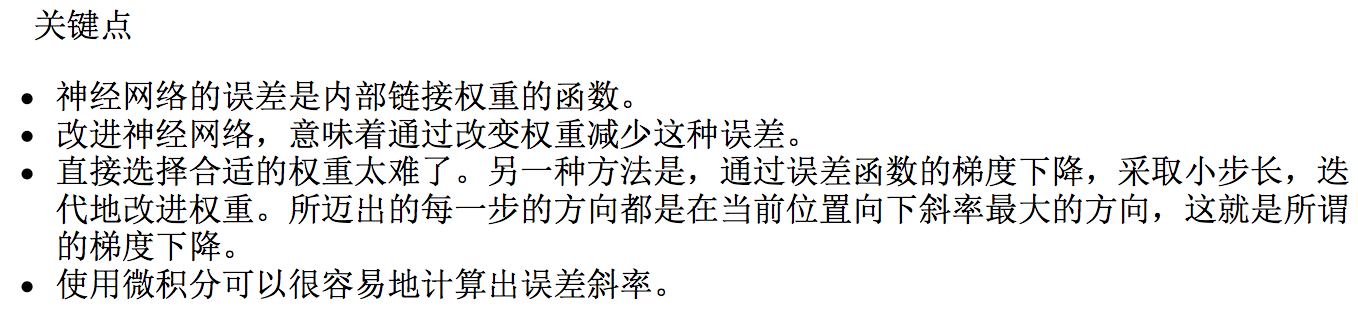 关键点
• 神经网络的误差是内部链接权重的函数。
• 改进神经网络，意味着通过改变权重减少这种误差。
• 直接选择合适的权重太难了。另一种方法是，通过误差函数的梯度下降，采取小步长，迭
代地改进权重。所迈出的每一步的方向都是在当前位置向下斜率最大的方向，这就是所谓
的梯度下降。
• 使用微积分可以很容易地计算出误差斜率。